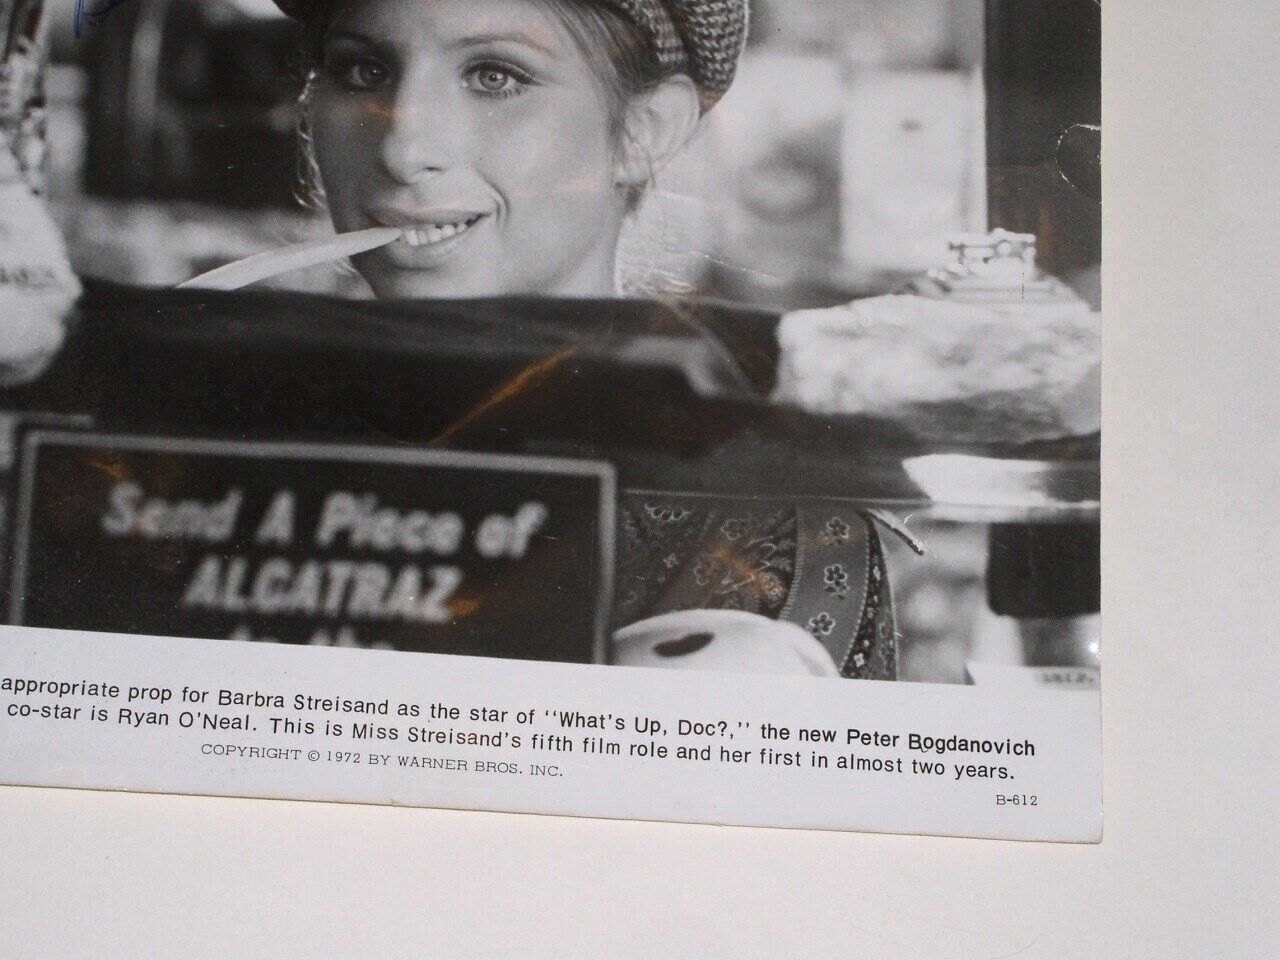 Send A Piece of
ALCATRAZ
to the
appropriate prop for Barbra Streisand as the star of ''What's Up, Doc?,'' the new Peter Bogdanovich
co-star is Ryan O'Neal. This is Miss Streisand's fifth film role and her first in almost two years.
COPYRIGHT © 1972 BY WARNER BROS. INC.
B-612